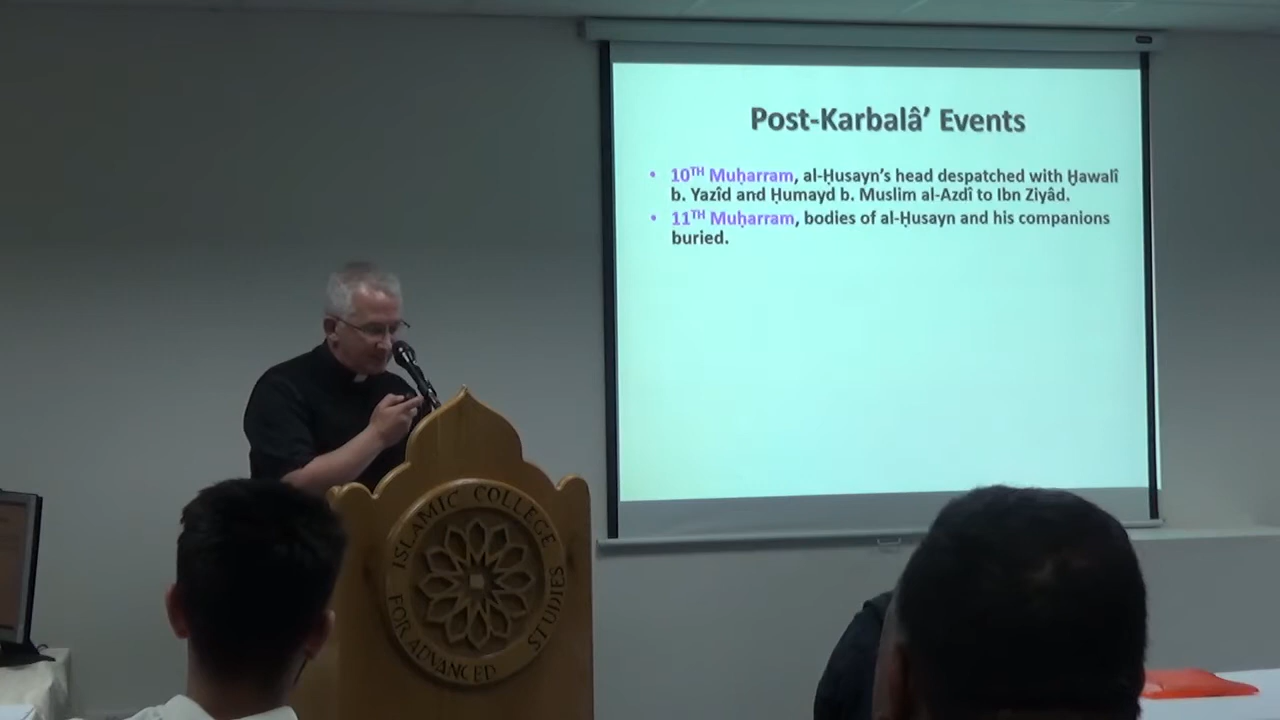 Post-Karbalâ’ Events
• 10TH Muḥarram, al-Ḥusayn’s head despatched with Ḫawalî
b. Yazîd and Ḥumayd b. Muslim al-Azdî to Ibn Ziyâd.
• 11TH Muḥarram, bodies of al-Ḥusayn and his companions
buried.
ISLAMIC COLLEGE
FOR ADVANCED STUDIES